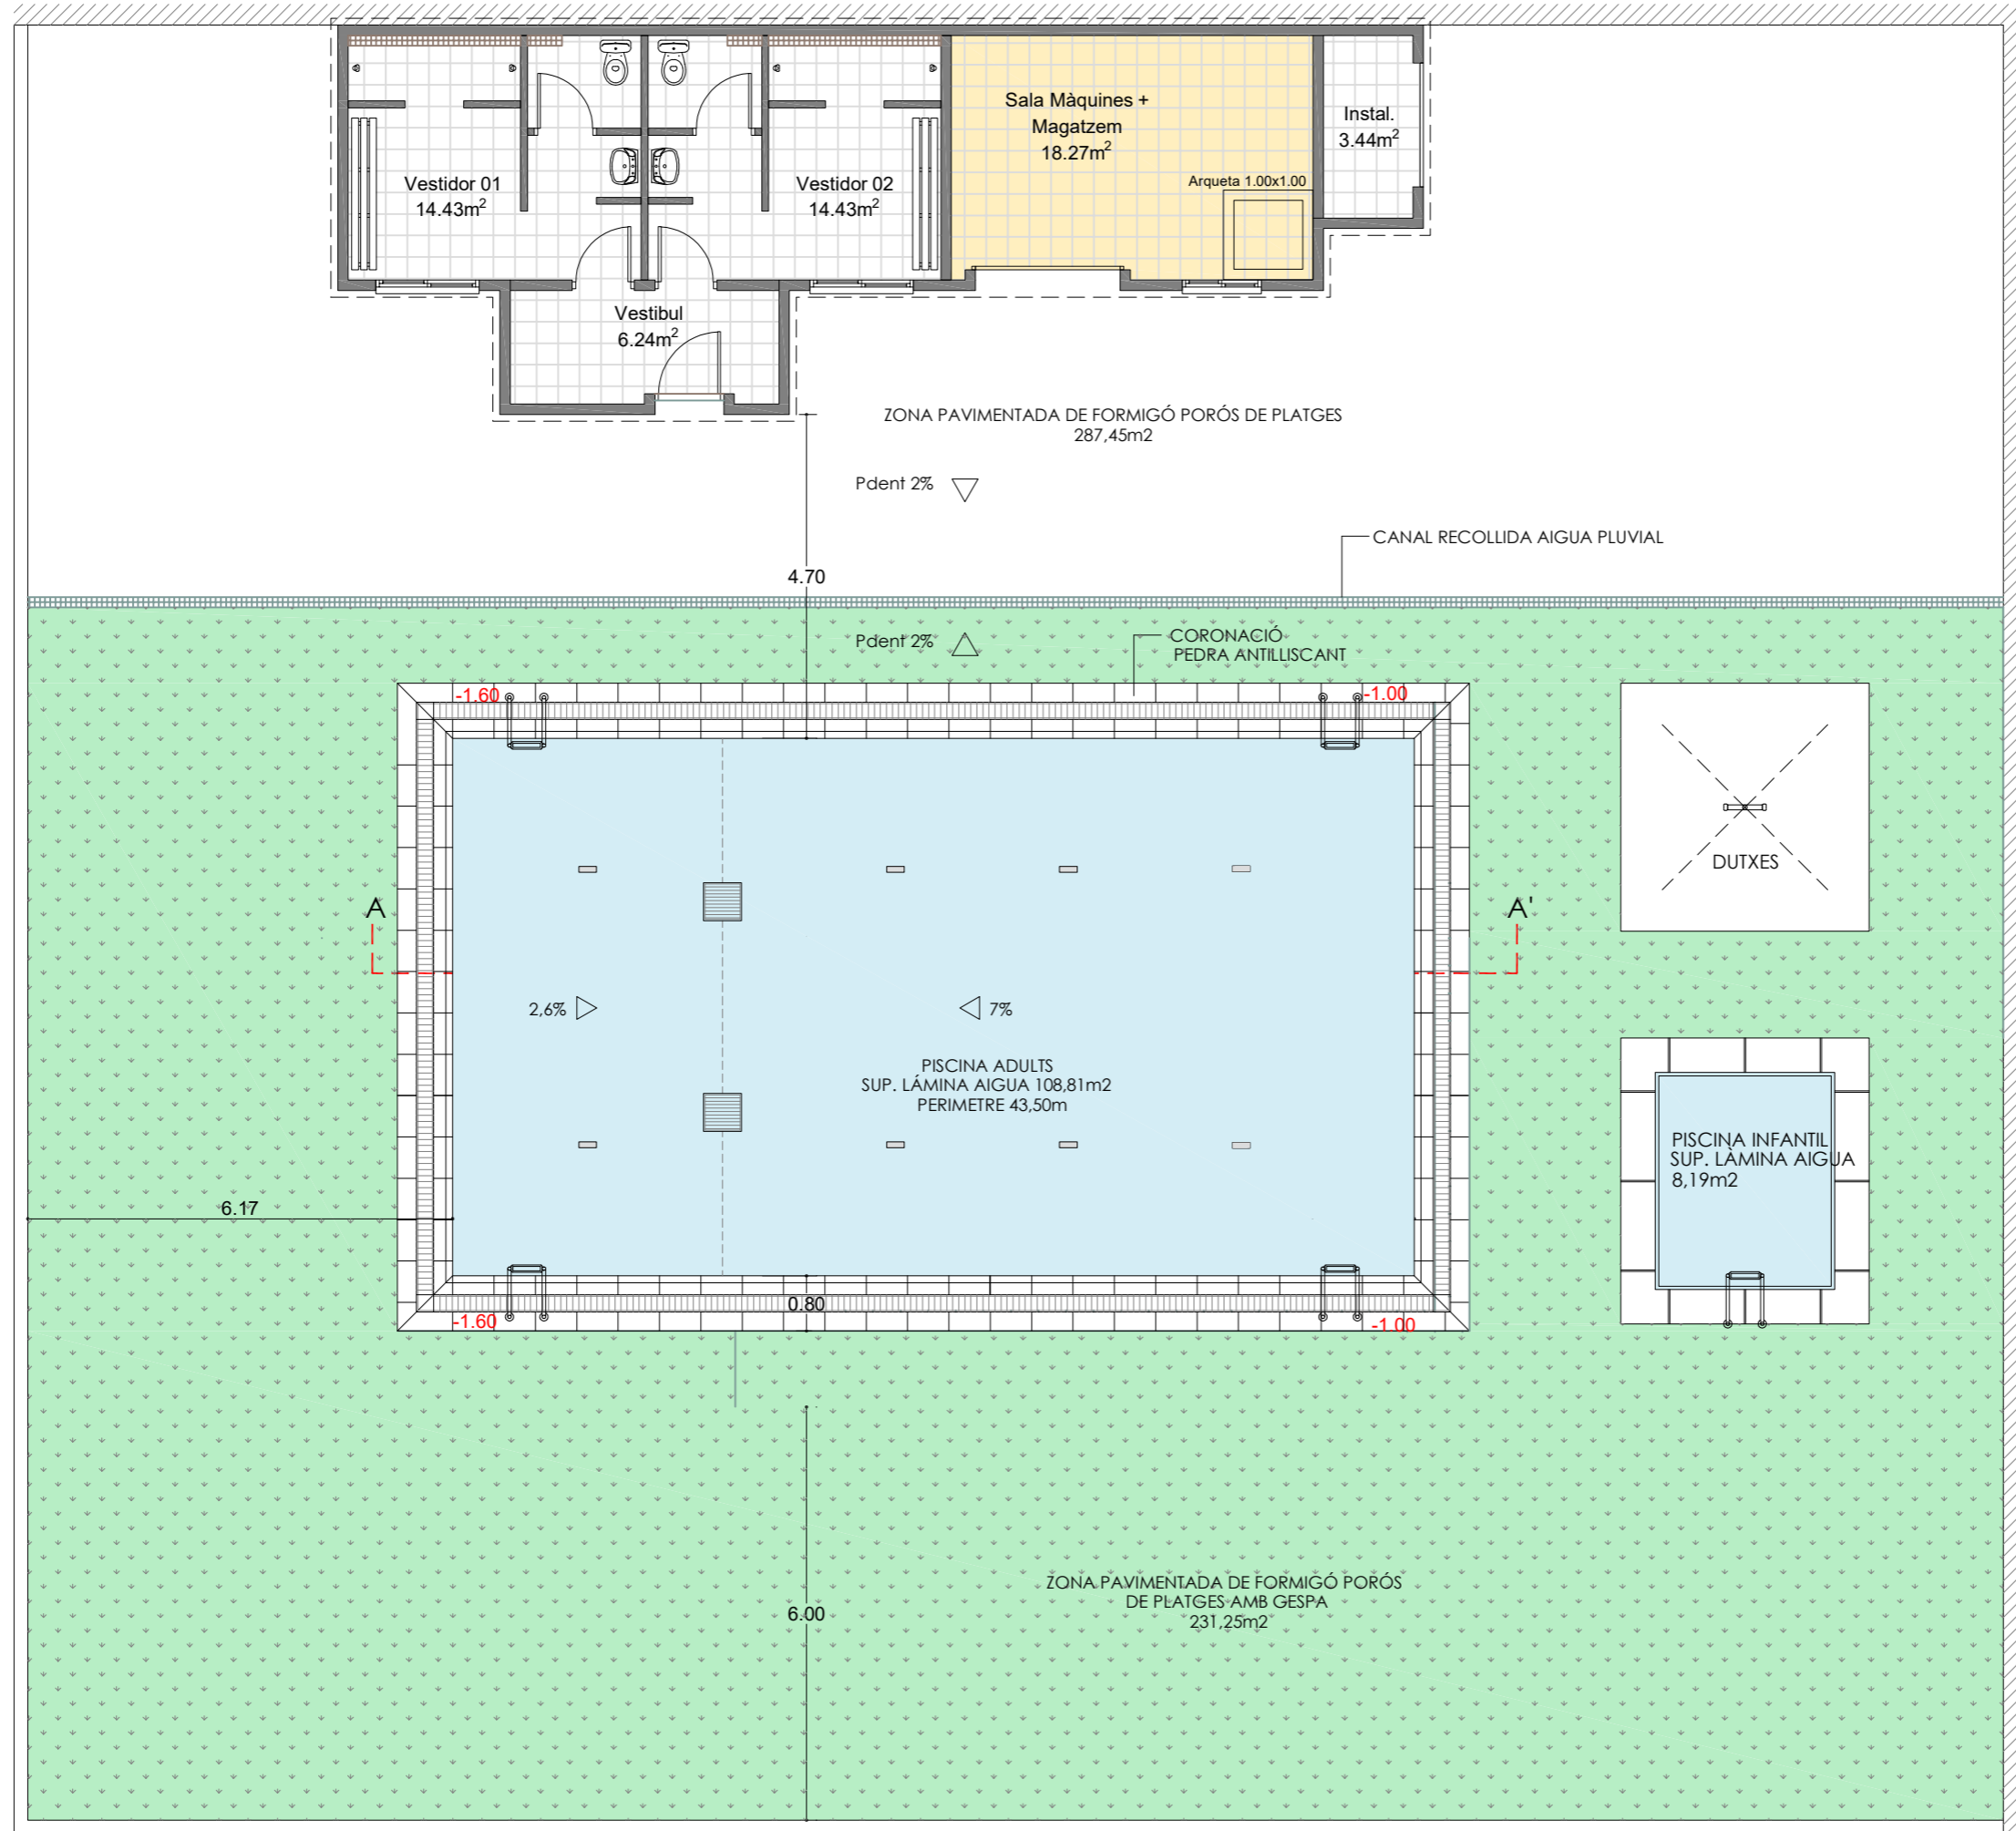 Sala Màquines +
Magatzem
18.27m²
Instal.
3.44m²
Arqueta 1.00x1.00
Vestidor 01
14.43m²
Vestidor 02
14.43m²
Vestibul
6.24m²
ZONA PAVIMENTADA DE FORMIGÓ PORÓS DE PLATGES
287,45m2
Pdent 2%
CANAL RECOLLIDA AIGUA PLUVIAL
4.70
Pdent 2%
CORONACIÓ
PEDRA ANTILLISCANT
-1.60
-1.00
DUTXES
A
A'
2,6%
7%
PISCINA ADULTS
SUP. LÁMINA AIGUA 108,81m2
PERIMETRE 43,50m
PISCINA INFANTIL
SUP. LÀMINA AIGUA
8,19m2
6.17
0.80
-1.60
-1.00
ZONA PAVIMENTADA DE FORMIGÓ PORÓS
DE PLATGES AMB GESPA
231,25m2
6.00